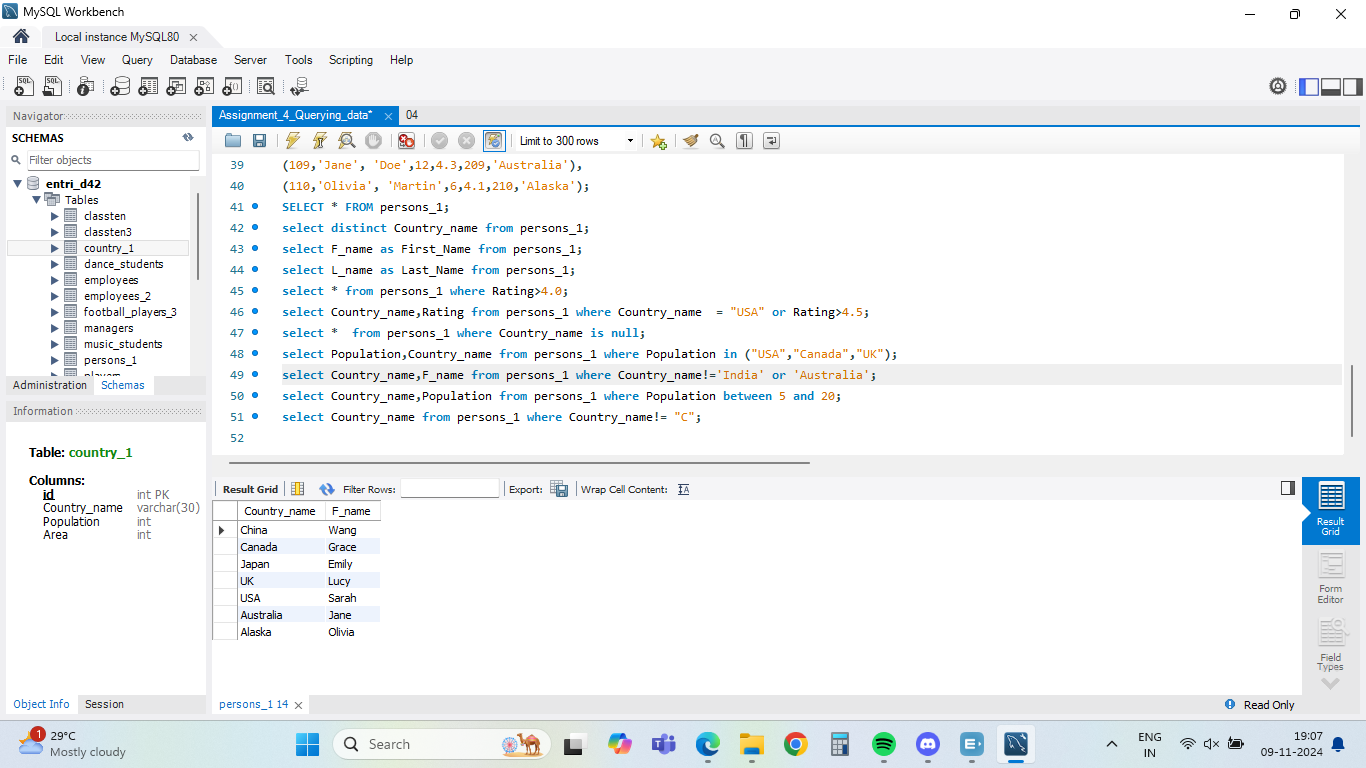 MySQL Workbench
Local instance MySQL80
File Edit View Query Database Server Tools Scripting Help
Navigator
SCHEMAS
Filter objects
entri_d42
Tables
classten
classten3
country_1
dance_students
employees
employees_2
football_players_3
managers
music_students
persons_1
players
Administration Schemas
Information
Table: country_1
Columns:
id int PK
Country_name varchar(30)
Population int
Area int
Object Info Session
Assignment_4_Querying_data* 04
Limit to 300 rows
39 (109,'Jane', 'Doe',12,4.3,209,'Australia'),
40 (110,'Olivia', 'Martin',6,4.1,210,'Alaska');
41 SELECT * FROM persons_1;
42 select distinct Country_name from persons_1;
43 select F_name as First_Name from persons_1;
44 select L_name as Last_Name from persons_1;
45 select * from persons_1 where Rating>4.0;
46 select Country_name,Rating from persons_1 where Country_name  = "USA" or Rating>4.5;
47 select *  from persons_1 where Country_name is null;
48 select Population,Country_name from persons_1 where Population in ("USA","Canada","UK");
49 select Country_name,F_name from persons_1 where Country_name!='India' or 'Australia';
50 select Country_name,Population from persons_1 where Population between 5 and 20;
51 select Country_name from persons_1 where Country_name!= "C";
52
Result Grid Filter Rows: Export: Wrap Cell Content:
Country_name F_name
China Wang
Canada Grace
Japan Emily
UK Lucy
USA Sarah
Australia Jane
Alaska Olivia
Result
Grid
Form
Editor
Field
Types
persons_1 14
Read Only
1
29°C
Mostly cloudy
Search
ENG
IN
19:07
09-11-2024